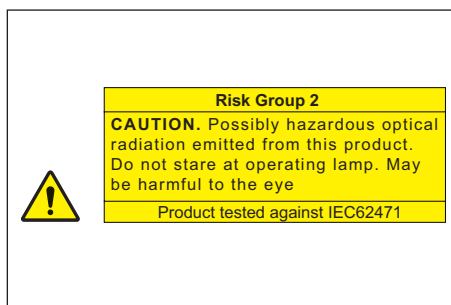 Risk Group 2
CAUTION. Possibly hazardous optical
radiation emitted from this product.
Do not stare at operating lamp. May
be harmful to the eye
Product tested against IEC62471